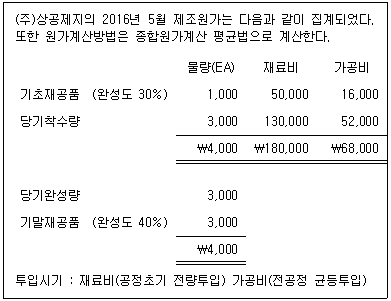 (주)상공제지의 2016년 5월 제조원가는 다음과 같이 집계되었다.
또한 원가계산방법은 종합원가계산 평균법으로 계산한다.
물량(EA) 재료비 가공비
기초재공품 (완성도 30%) 1,000 50,000 16,000
당기착수량 3,000 130,000 52,000
₩4,000 ₩180,000 ₩68,000
당기완성량 3,000
기말재공품 (완성도 40%) 3,000
₩4,000
투입시기 : 재료비(공정초기 전량투입) 가공비(전공정 균등투입)